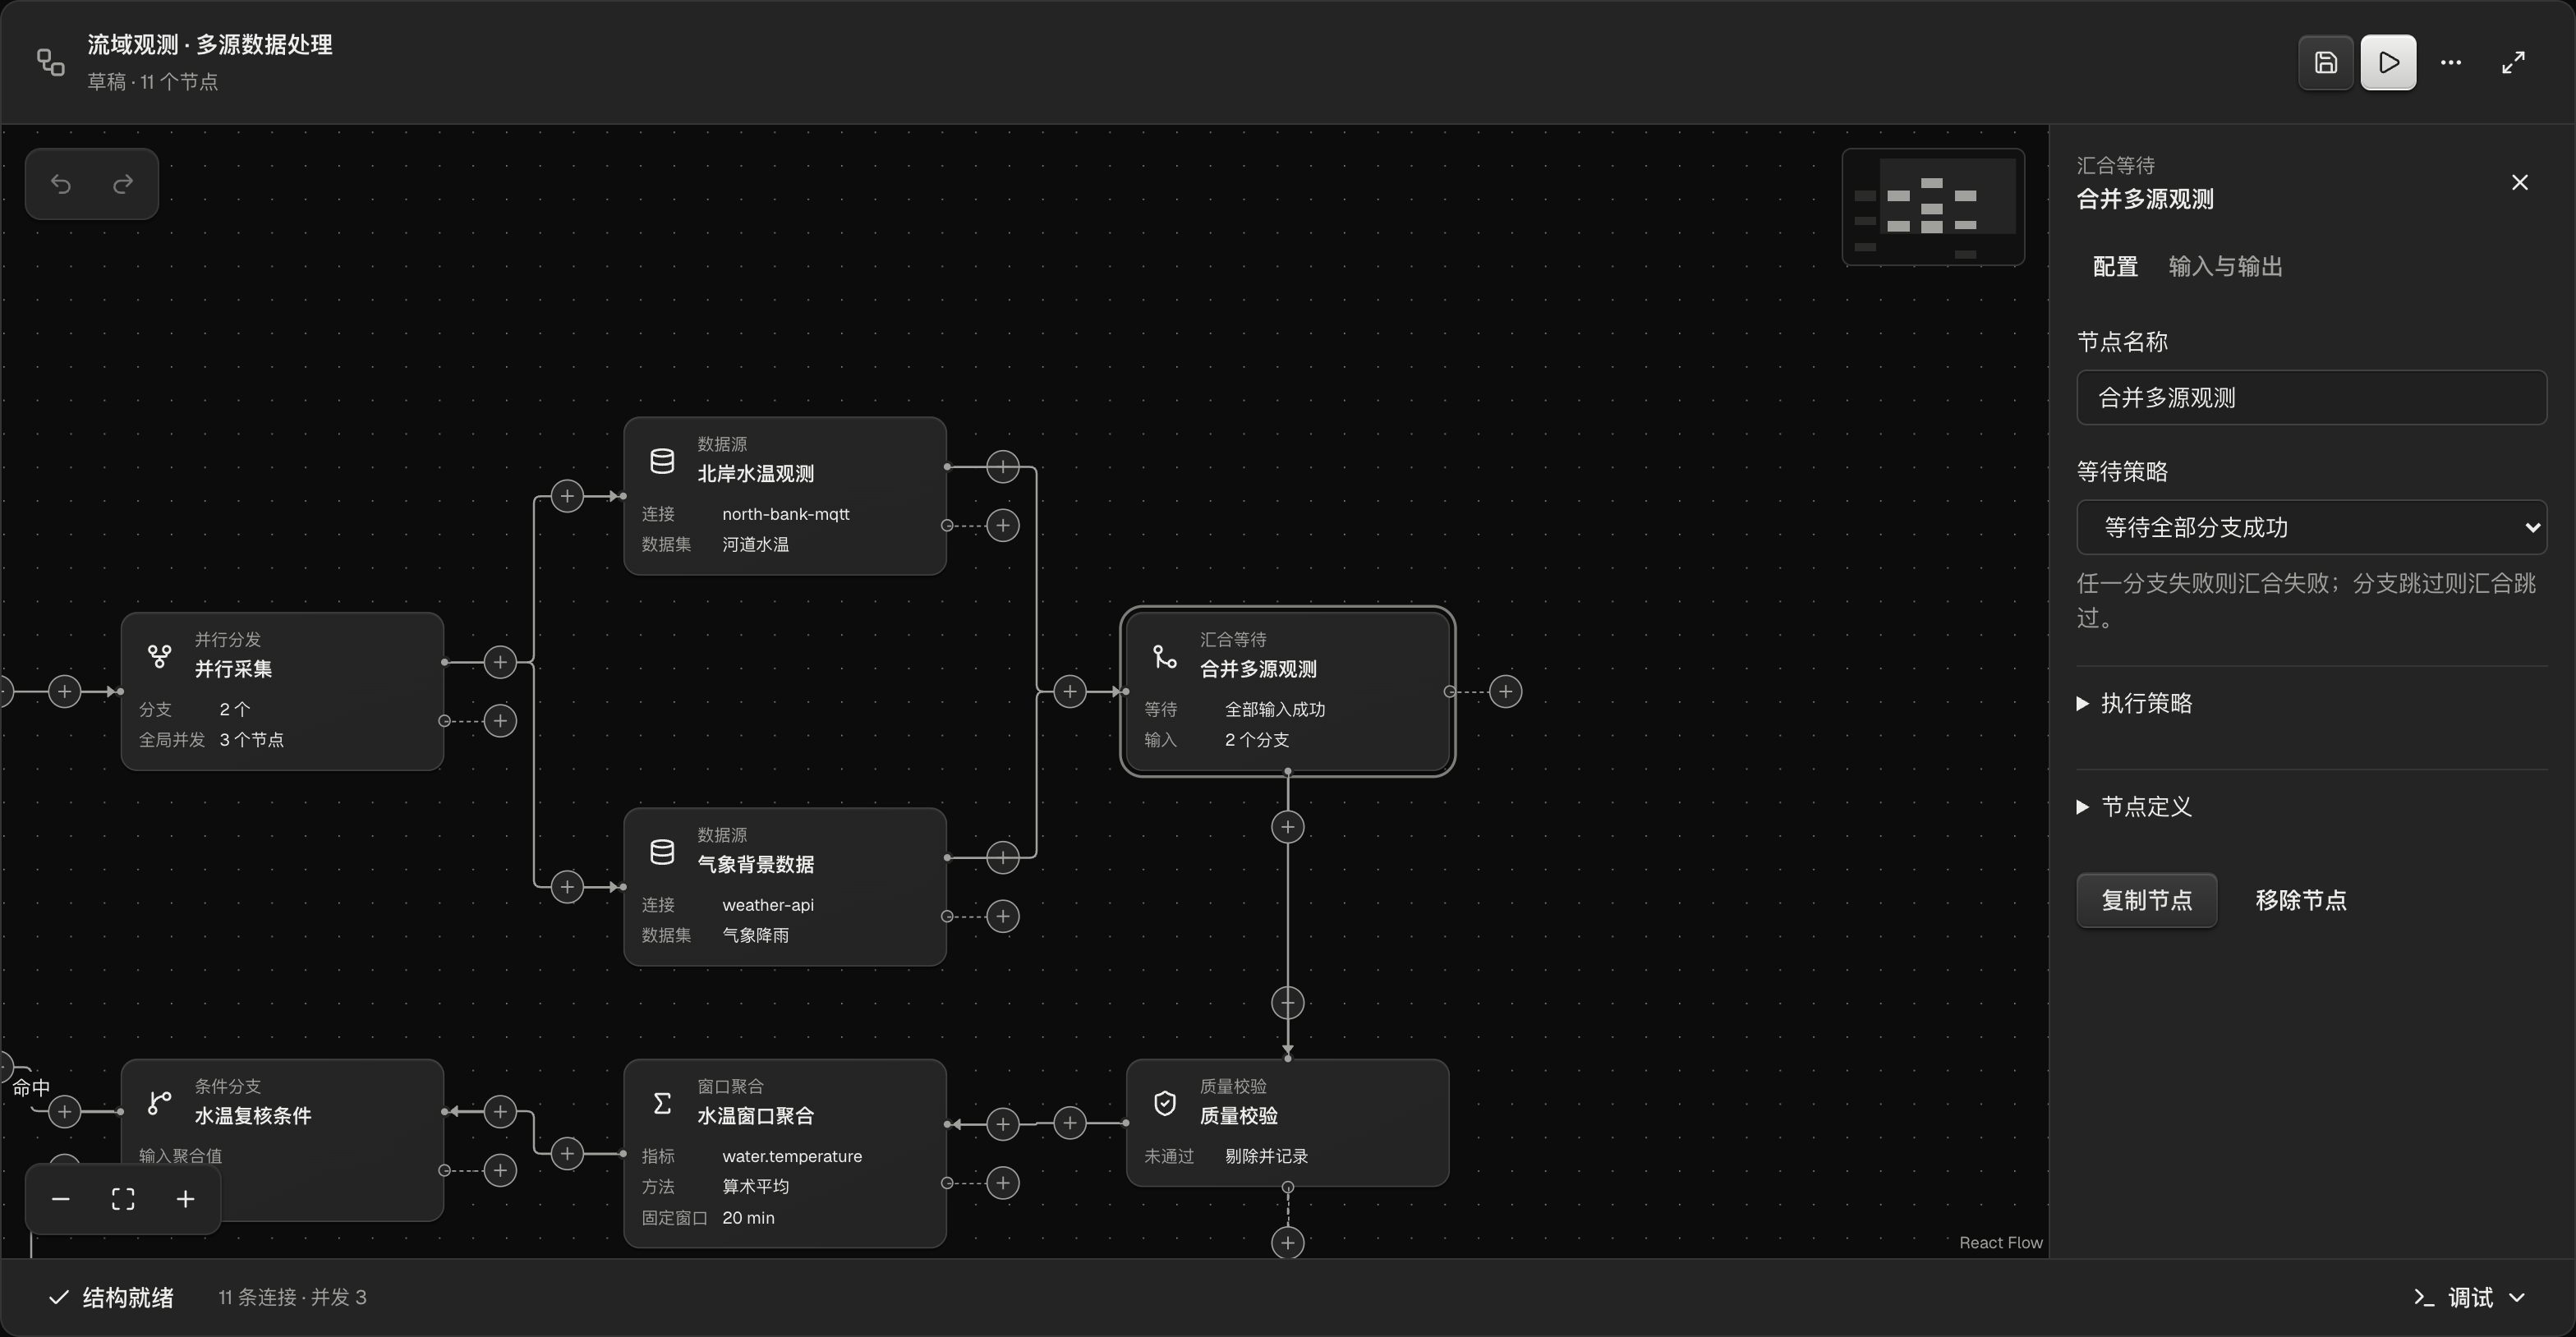 流域观测 · 多源数据处理
草稿 · 11 个节点
数据源
北岸水温观测
连接 north-bank-mqtt
数据集 河道水温
并行分发
并行采集
分支 2 个
全局并发 3 个节点
汇合等待
合并多源观测
等待 全部输入成功
输入 2 个分支
数据源
气象背景数据
连接 weather-api
数据集 气象降雨
命中
条件分支
水温复核条件
输入聚合值
窗口聚合
水温窗口聚合
指标 water.temperature
方法 算术平均
固定窗口 20 min
质量校验
质量校验
未通过 剔除并记录
React Flow
汇合等待
合并多源观测
配置 输入与输出
节点名称
合并多源观测
等待策略
等待全部分支成功
任一分支失败则汇合失败；分支跳过则汇合跳
过。
执行策略
节点定义
复制节点 移除节点
结构就绪 11 条连接 · 并发 3
调试